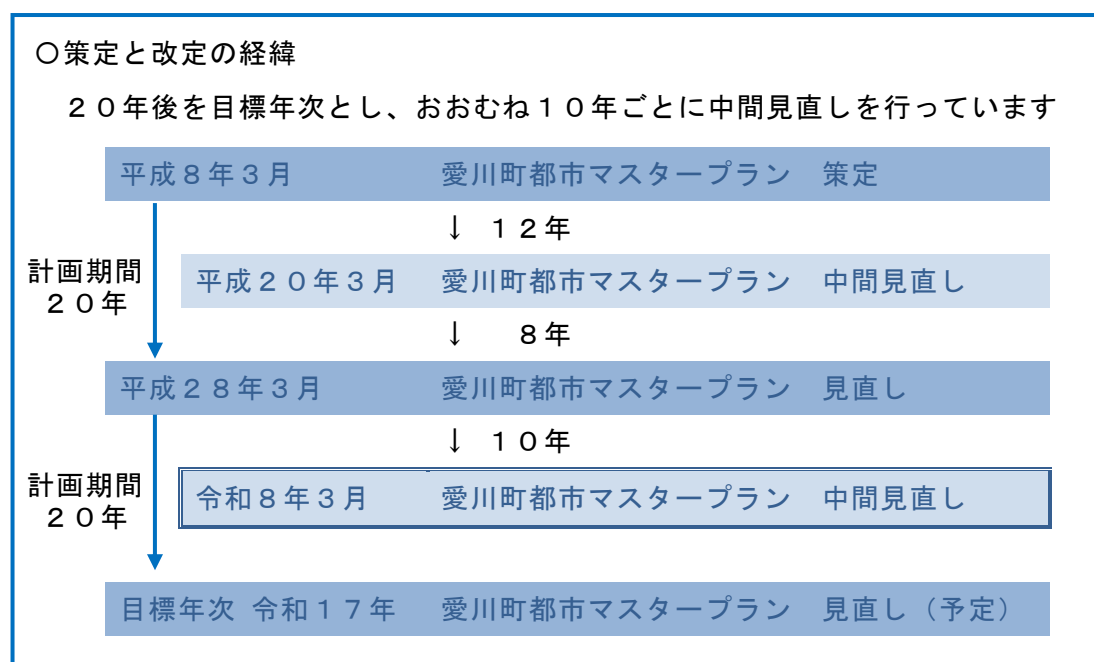 ○策定と改定の経緯
２０年後を目標年次とし、おおむね１０年ごとに中間見直しを行っています
平成８年３月　愛川町都市マスタープラン　策定
↓　１２年
計画期間
２０年
平成２０年３月　愛川町都市マスタープラン　中間見直し
↓　８年
平成２８年３月　愛川町都市マスタープラン　見直し
↓　１０年
計画期間
２０年
令和８年３月　愛川町都市マスタープラン　中間見直し
目標年次 令和１７年　愛川町都市マスタープラン　見直し（予定）